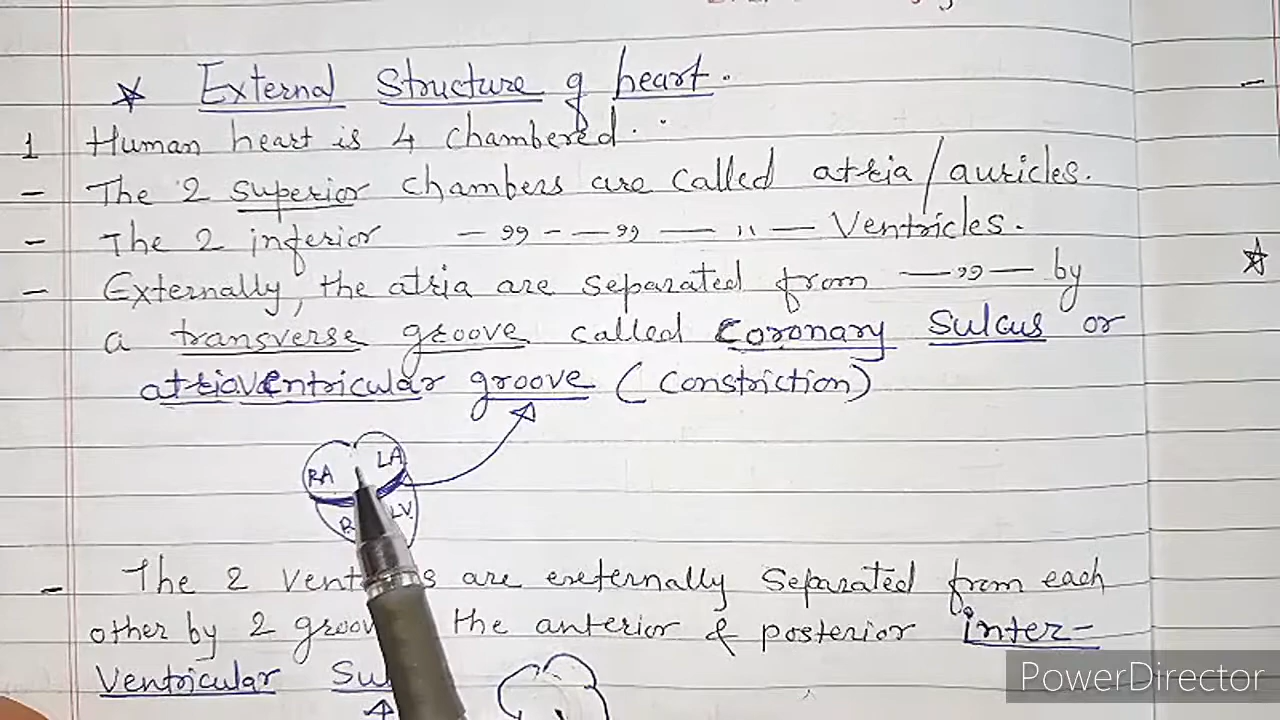 ☆ External Structure of heart.
1 Human heart is 4 chambered.
- The 2 superior chambers are called atria/auricles.
- The 2 inferior -”-- ” - " - Ventricles.
- Externally, the atria are separated from -”- by
a transverse groove called coronary Sulcus or
atrioventricular groove (Constriction)
RA LA
LV
- The 2 are externally separated from each
other by 2 the anterior & posterior inter-
Ventricular
PowerDirector